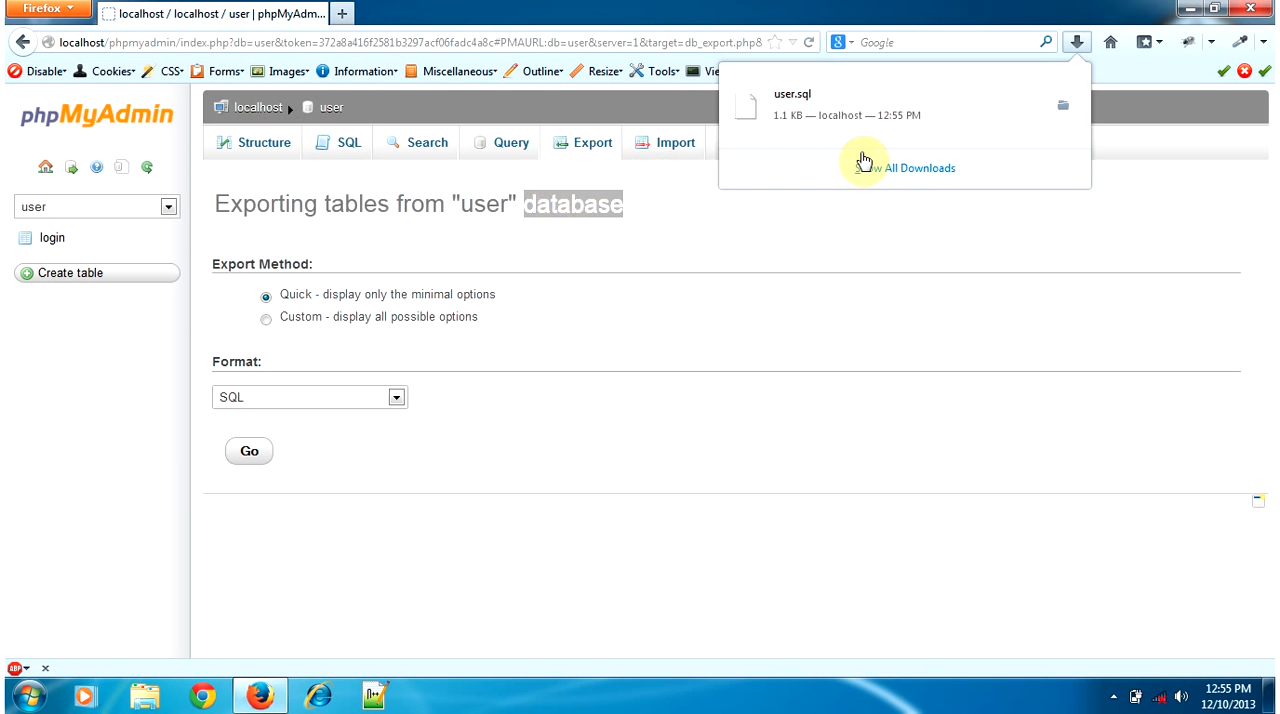 Firefox
localhost / localhost / user | phpMyAdm...
localhost/phpmyadmin/index.php?db=user&token=372a8a416f2581b3297acf06fadc4a8c#PMAURL:db=user&server=1&target=db_export.php8
Google
Disable Cookies CSS Forms Images Information Miscellaneous Outline Resize Tools
user.sql
1.1 KB — localhost — 12:55 PM
All Downloads
phpMyAdmin
localhost user
Structure SQL Search Query Export Import
user
login
Create table
Exporting tables from "user" database
Export Method:
Quick - display only the minimal options
Custom - display all possible options
Format:
SQL
Go
ABP
12:55 PM
12/10/2013